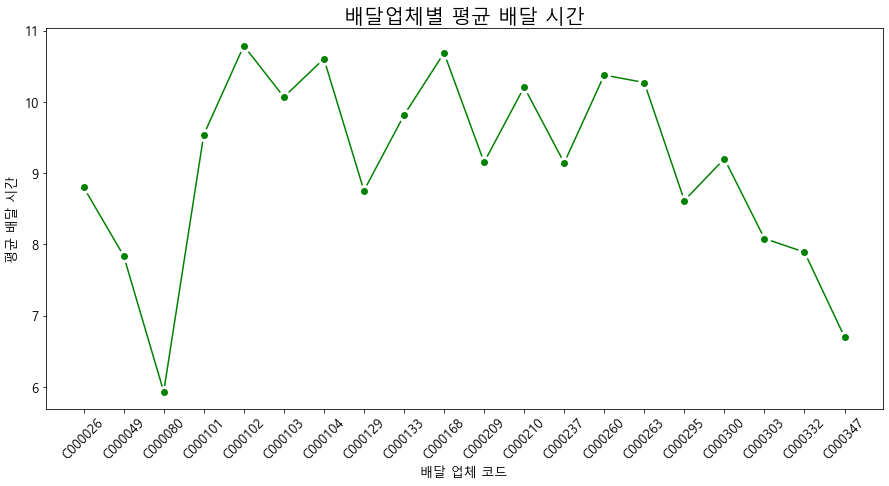 배달업체별 평균 배달 시간
평균 배달 시간
11
10
9
8
7
6
C000026
C000049
C000080
C000101
C000102
C000103
C000104
C000129
C000133
C000168
C000209
C000210
C000237
C000260
C000263
C000295
C000300
C000303
C000332
C000347
배달 업체 코드